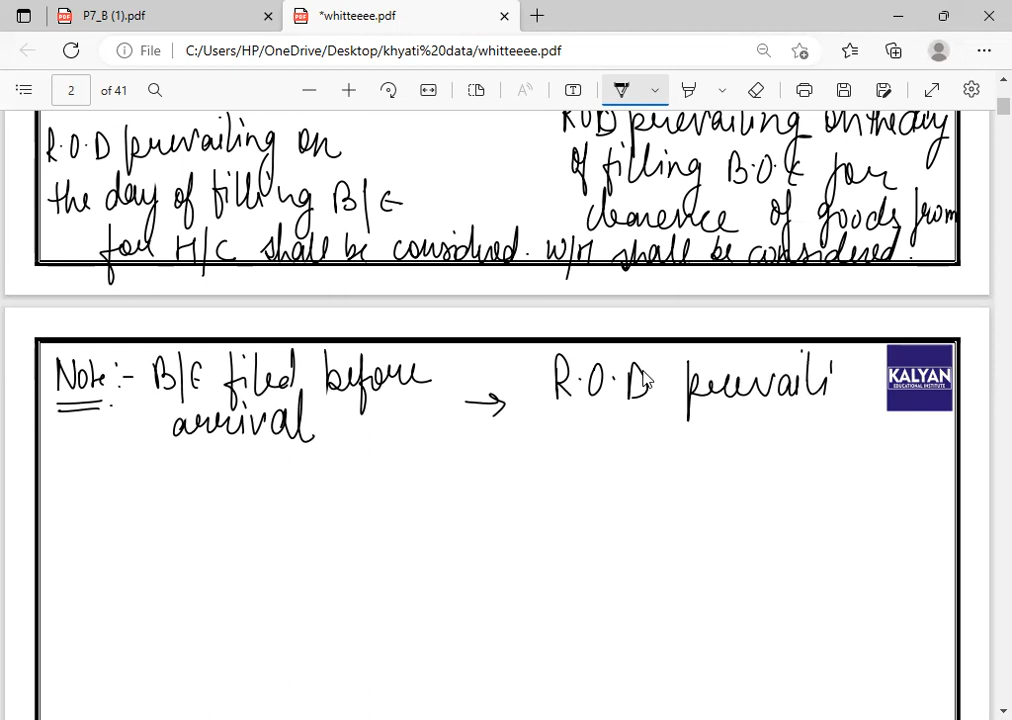 P7_B (1).pdf
*whitteeee.pdf
File C:/Users/HP/OneDrive/Desktop/khyati%20data/whitteeee.pdf
2 of 41
R.O.D prevailing on
the day of filling B/E
for H/C shall be considered.
R.O.D prevailing on the day
of filling B.O.E for
clearence of goods from
W/H shall be considered.
Note:- B/E filed before
arrival
→ R.O.D prevaili
KALYAN
EDUCATIONAL INSTITUTE